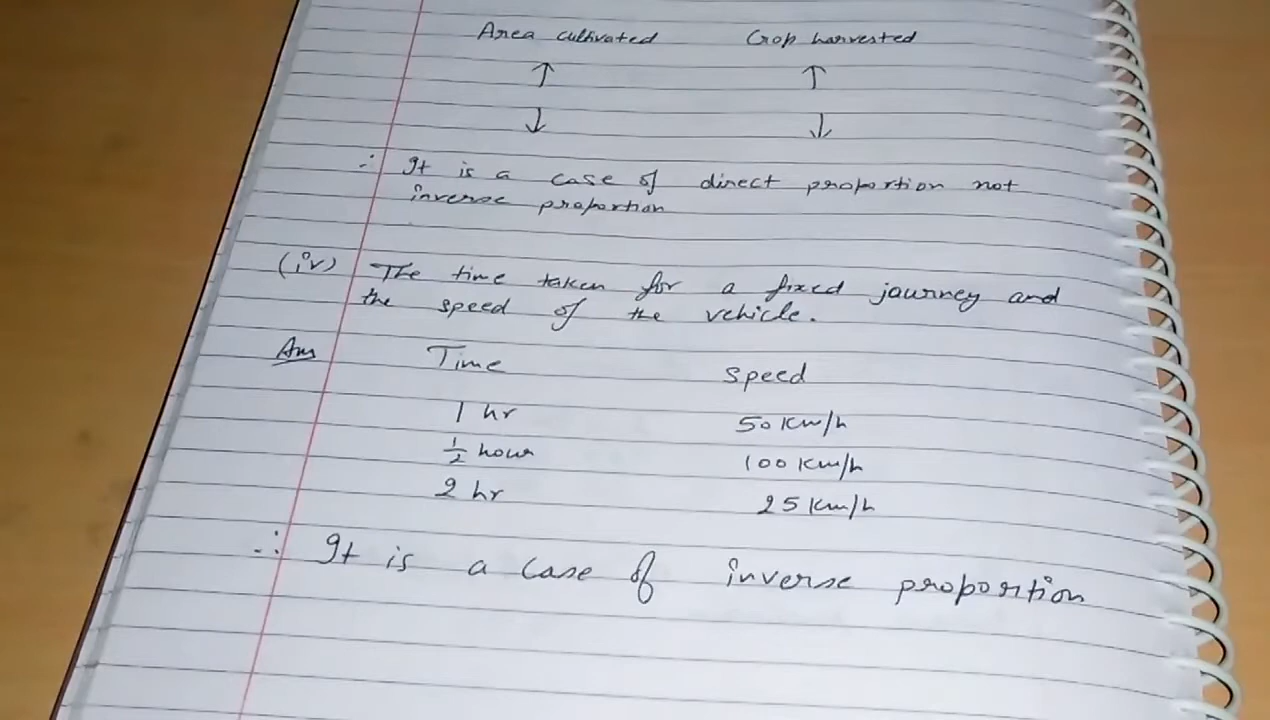 Area cultivated Crop harvested
↑ ↑
↓ ↓
∴ It is a case of direct proportion not
inverse proportion
(iv) The time taken for a fixed journey and
the speed of the vehicle.
Ans Time Speed
1 hr 50 Km/h
1/2 hour 100 Km/h
2 hr 25 Km/h
∴ It is a case of inverse proportion